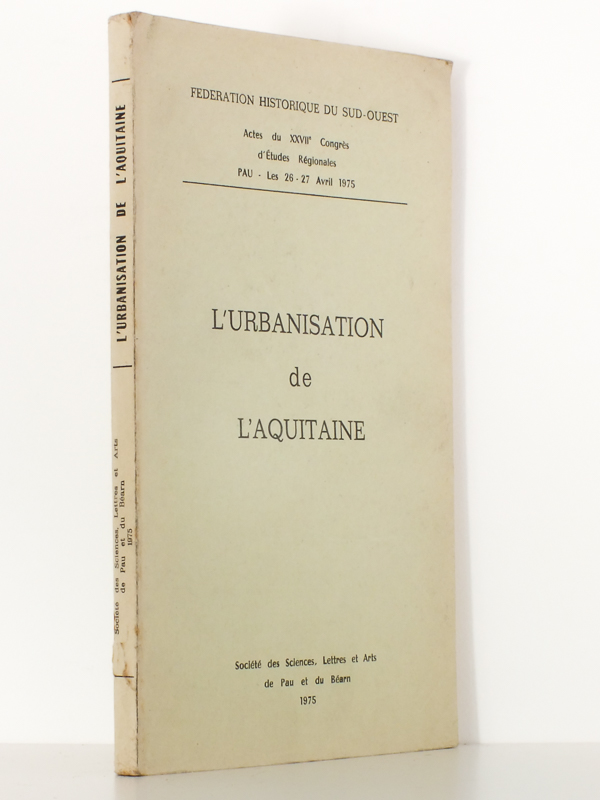 FEDERATION HISTORIQUE DU SUD-OUEST
Actes du XXVIIe Congrès
d'Études Régionales
PAU - Les 26-27 Avril 1975
L'URBANISATION
de
L'AQUITAINE
Société des Sciences, Lettres et Arts
de Pau et du Béarn
1975
L'URBANISATION DE L'AQUITAINE
Société des Sciences, Lettres et Arts
de Pau et du Béarn
1975